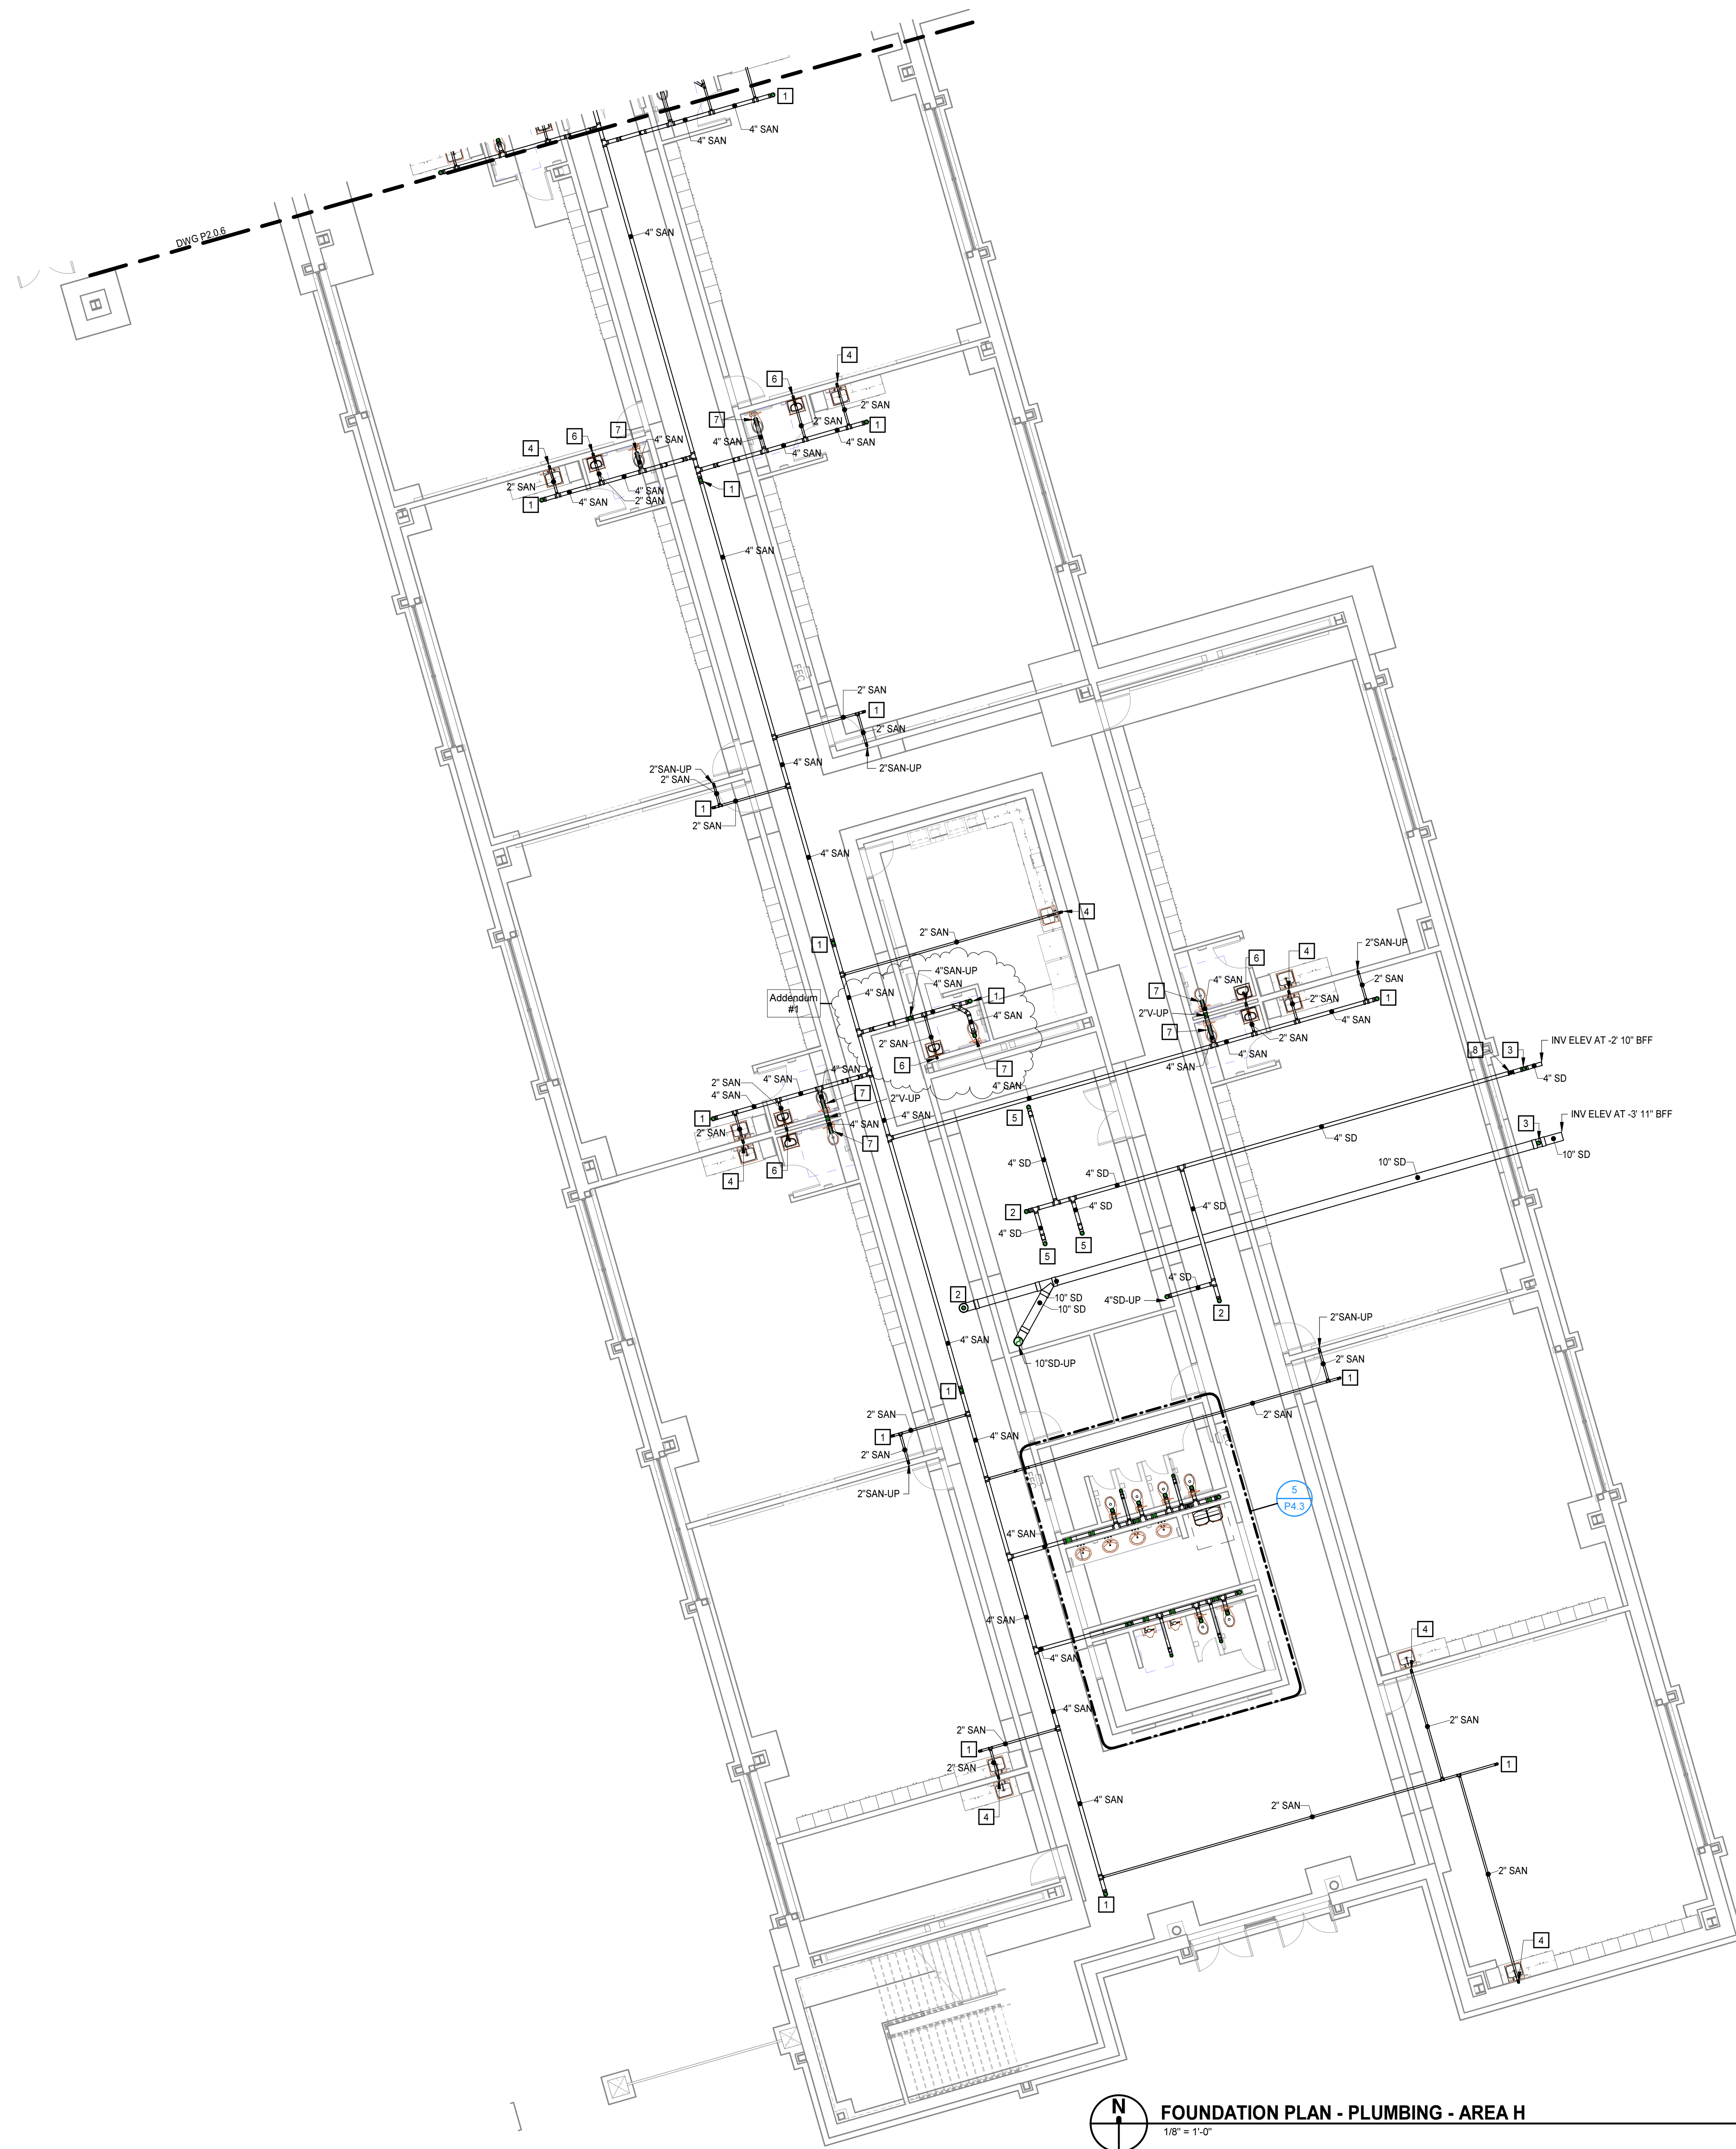 1
4" SAN
4" SAN
DWG P2.0.6
4" SAN
4
6
2" SAN
7
2" SAN
1
4" SAN
4" SAN
4" SAN
7
6
4" SAN
4
2" SAN
4" SAN
4" SAN
2" SAN
1
1
4" SAN
FEC
2" SAN
1
2" SAN
2"SAN-UP
4" SAN
2"SAN-UP
2" SAN
1
2" SAN
4" SAN
4
2" SAN
1
4"SAN-UP
4" SAN
1
4" SAN
Addendum
#1
4" SAN
2" SAN
6
7
4" SAN
2"SAN-UP
4
6
2" SAN
4" SAN
7
2" SAN
1
2"V-UP
4" SAN
7
2" SAN
4" SAN
4" SAN
INV ELEV AT -2' 10" BFF
8
3
4" SD
4" SAN
4" SAN
2" SAN
4" SAN
7
2"V-UP
1
4" SAN
4" SAN
2" SAN
7
6
4
5
INV ELEV AT -3' 11" BFF
3
10" SD
4" SD
10" SD
4" SD
4" SD
4" SD
2
4" SD
4" SD
5
5
4" SD
2
10" SD
10" SD
4"SD-UP
2
4" SAN
10"SD-UP
2"SAN-UP
2" SAN
1
1
2" SAN
2" SAN
1
4" SAN
2" SAN
2"SAN-UP
5
P4.3
4" SAN
4" SAN
4" SAN
4
4" SAN
2" SAN
2" SAN
1
2" SAN
1
4" SAN
2" SAN
4
2" SAN
1
4
N
FOUNDATION PLAN - PLUMBING - AREA H
1/8" = 1'-0"